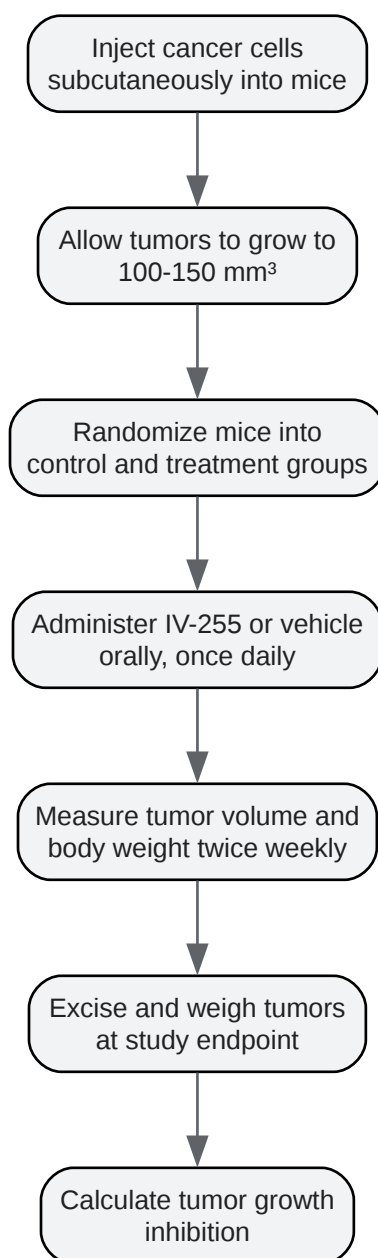 Inject cancer cells
subcutaneously into mice
Allow tumors to grow to
100-150 mm³
Randomize mice into
control and treatment groups
Administer IV-255 or vehicle
orally, once daily
Measure tumor volume and
body weight twice weekly
Excise and weigh tumors
at study endpoint
Calculate tumor growth
inhibition